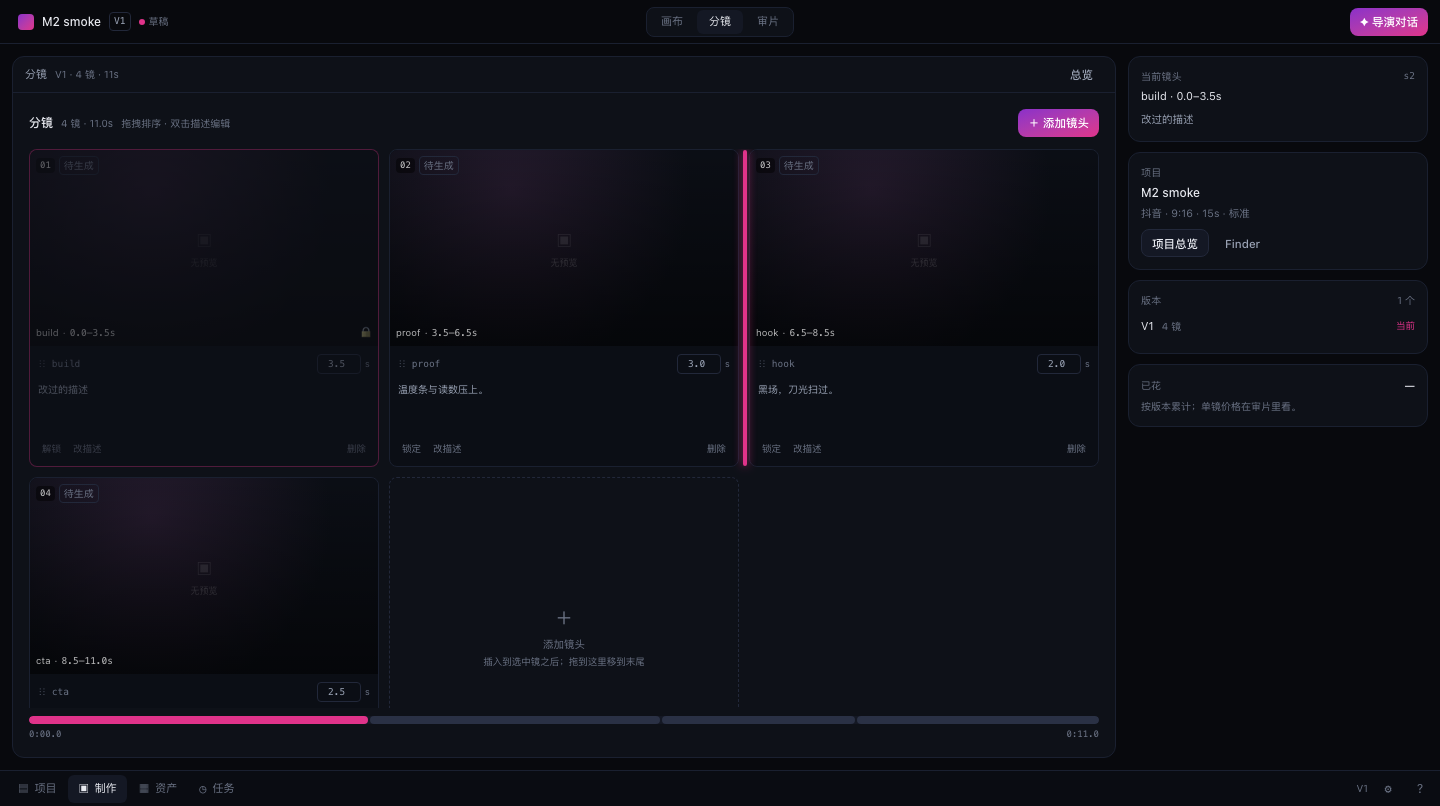 M2 smoke V1 草稿
画布 分镜 审片
✦ 导演对话
分镜 V1 · 4 镜 · 11s 总览
分镜 4 镜 · 11.0s 拖拽排序 · 双击描述编辑
＋ 添加镜头
01 待生成
无预览
build · 0.0–3.5s
build 3.5 s
改过的描述
解锁 改描述 删除
02 待生成
无预览
proof · 3.5–6.5s
proof 3.0 s
温度条与读数压上。
锁定 改描述 删除
03 待生成
无预览
hook · 6.5–8.5s
hook 2.0 s
黑场，刀光扫过。
锁定 改描述 删除
04 待生成
无预览
cta · 8.5–11.0s
cta 2.5 s
＋
添加镜头
插入到选中镜之后；拖到这里移到末尾
0:00.0 0:11.0
当前镜头 s2
build · 0.0–3.5s
改过的描述
项目
M2 smoke
抖音 · 9:16 · 15s · 标准
项目总览 Finder
版本 1 个
V1 4 镜 当前
已花 —
按版本累计；单镜价格在审片里看。
项目 制作 资产 任务
V1 ⚙ ?